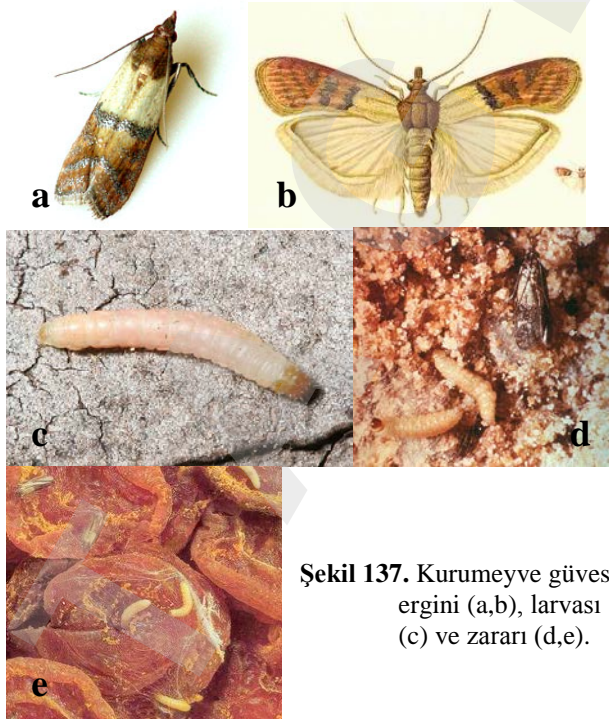 a
b
c
d
e
Şekil 137. Kurumeyve güves
ergini (a,b), larvası
(c) ve zararı (d,e).